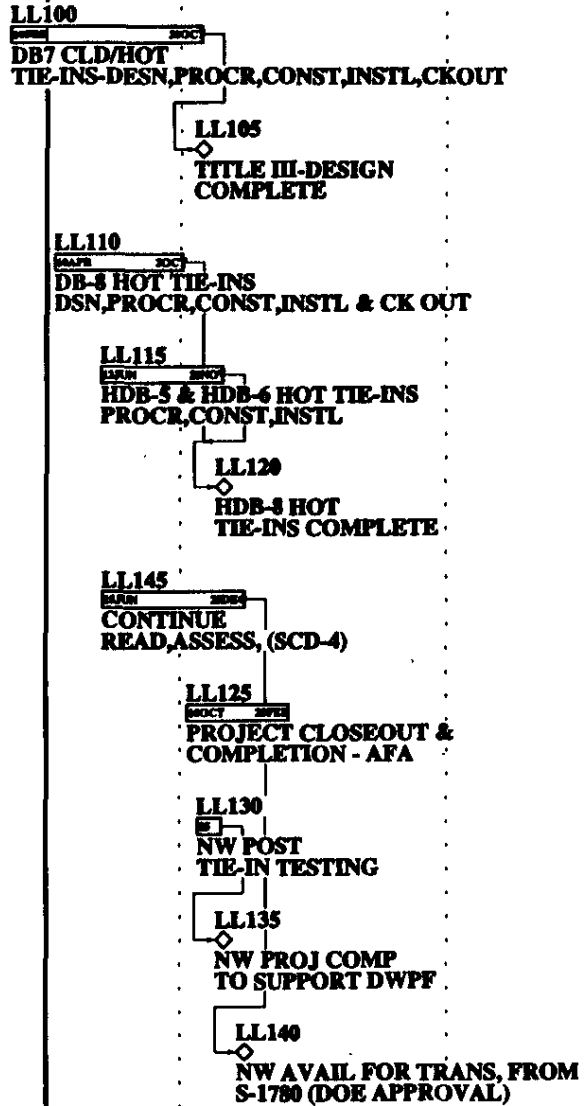 LL100
DB7 CLD/HOT
TIE-INS-DESN,PROCR,CONST,INSTL,CKOUT
LL105
TITLE III-DESIGN
COMPLETE
LL110
DB-8 HOT TIE-INS
DSN,PROCR,CONST,INSTL & CK OUT
LL115
HDB-5 & HDB-6 HOT TIE-INS
PROCR,CONST,INSTL
LL120
HDB-8 HOT
TIE-INS COMPLETE
LL145
CONTINUE
READ,ASSESS, (SCD-4)
LL125
PROJECT CLOSEOUT &
COMPLETION - AFA
LL130
NW POST
TIE-IN TESTING
LL135
NW PROJ COMP
TO SUPPORT DWPF
LL140
NW AVAIL FOR TRANS, FROM
S-1780 (DOE APPROVAL)